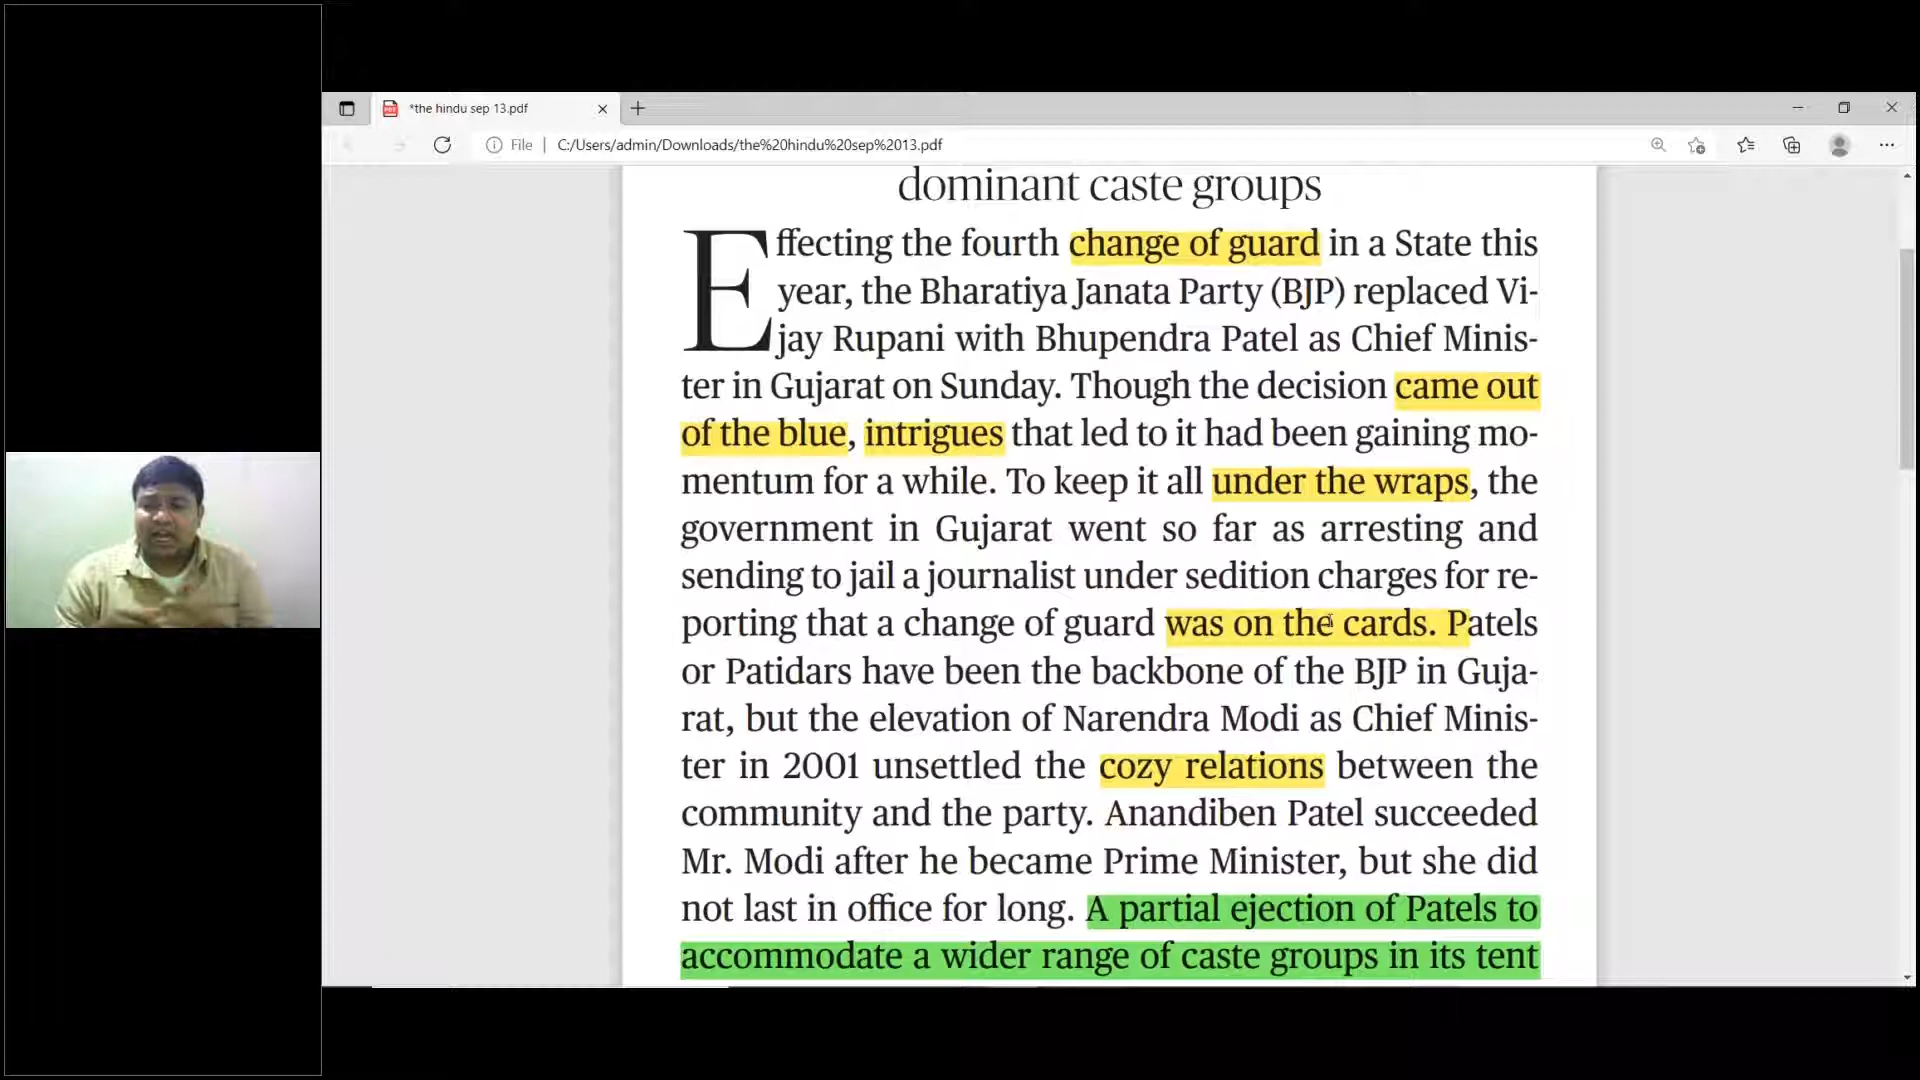 *the hindu sep 13.pdf
File
C:/Users/admin/Downloads/the%20hindu%20sep%2013.pdf
dominant caste groups
Effecting the fourth change of guard in a State this
year, the Bharatiya Janata Party (BJP) replaced Vi-
jay Rupani with Bhupendra Patel as Chief Minis-
ter in Gujarat on Sunday. Though the decision came out
of the blue, intrigues that led to it had been gaining mo-
mentum for a while. To keep it all under the wraps, the
government in Gujarat went so far as arresting and
sending to jail a journalist under sedition charges for re-
porting that a change of guard was on the cards. Patels
or Patidars have been the backbone of the BJP in Guja-
rat, but the elevation of Narendra Modi as Chief Minis-
ter in 2001 unsettled the cozy relations between the
community and the party. Anandiben Patel succeeded
Mr. Modi after he became Prime Minister, but she did
not last in office for long. A partial ejection of Patels to
accommodate a wider range of caste groups in its tent